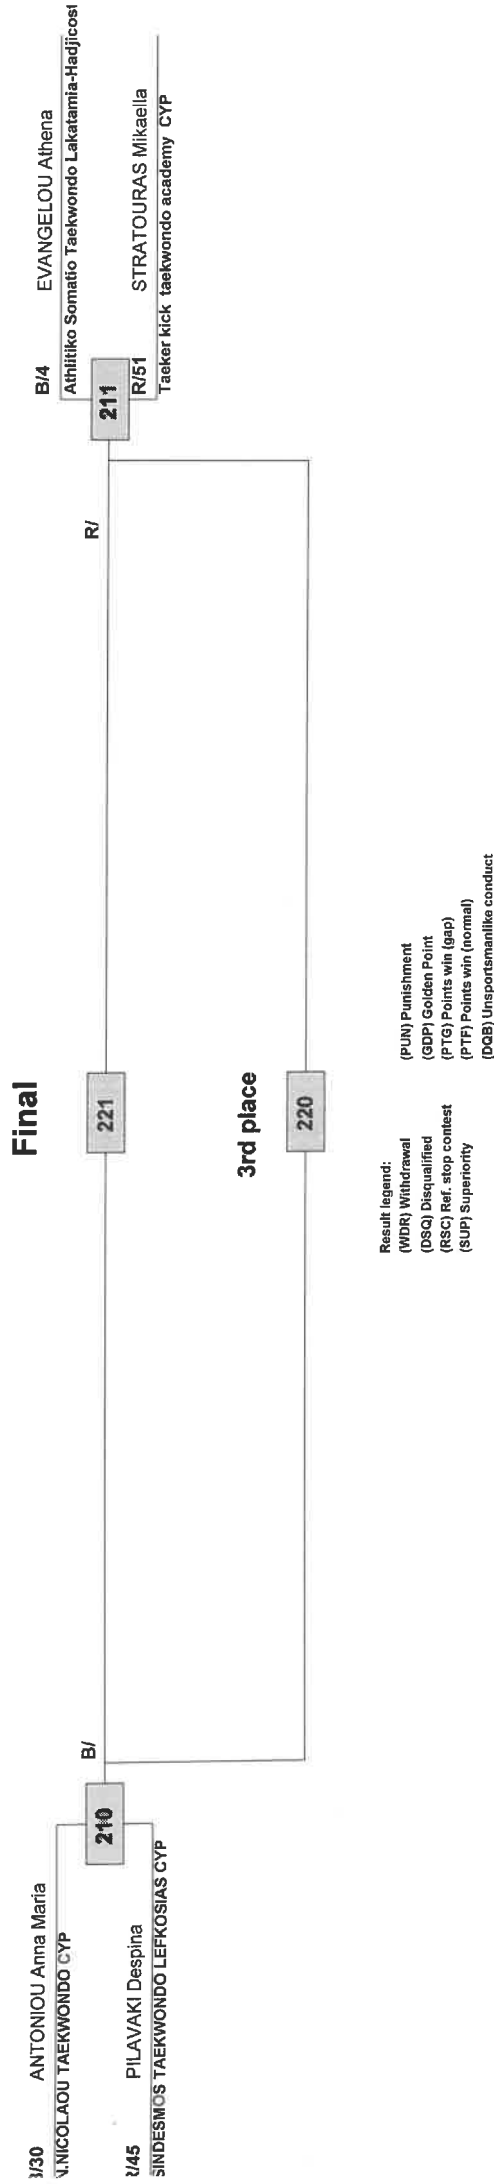 Final
3rd place
B/30 ANTONIOU Anna Maria
N.NICOLAOU TAEKWONDO CYP
210
R/45 PILAVAKI Despina
SINDESMOS TAEKWONDO LEFKOSIAS CYP
B/
221
220
R/
B/4 EVANGELOU Athena
Athlitiko Somatio Taekwondo Lakatamia-Hadjicost
211
R/51 STRATOURAS Mikaella
Taeker kick taekwondo academy CYP
Result legend:
(WDR) Withdrawal
(DSQ) Disqualified
(RSC) Ref. stop contest
(SUP) Superiority
(PUN) Punishment
(GDP) Golden Point
(PTG) Points win (gap)
(PTF) Points win (normal)
(DQB) Unsportsmanlike conduct